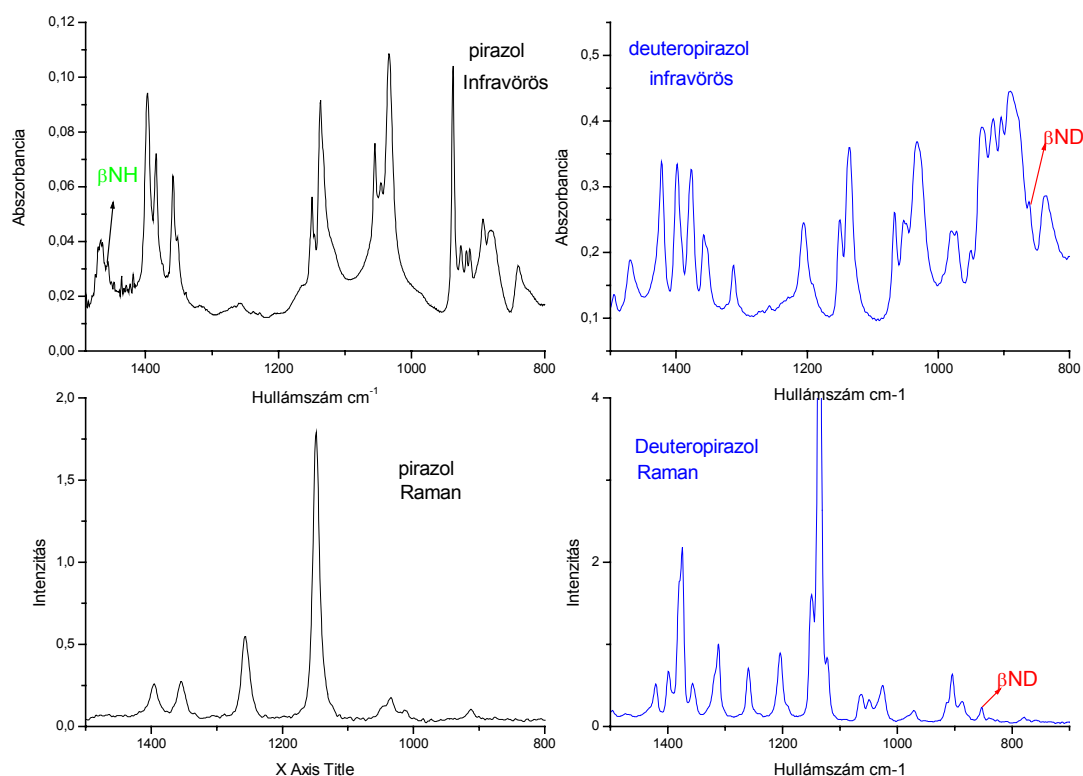 0,12
0,10
0,08
0,06
0,04
0,02
0,00
Abszorbancia
pirazol
Infravörös
βNH
1400
1200
1000
800
Hullámszám cm-1
0,5
0,4
0,3
0,2
0,1
Abszorbancia
deuteropirazol
infravörös
βND
1400
1200
1000
800
Hullámszám cm-1
2,0
1,5
1,0
0,5
0,0
Intenzitás
pirazol
Raman
1400
1200
1000
800
X Axis Title
4
2
0
Intenzitás
Deuteropirazol
Raman
βND
1400
1200
1000
800
Hullámszám cm-1